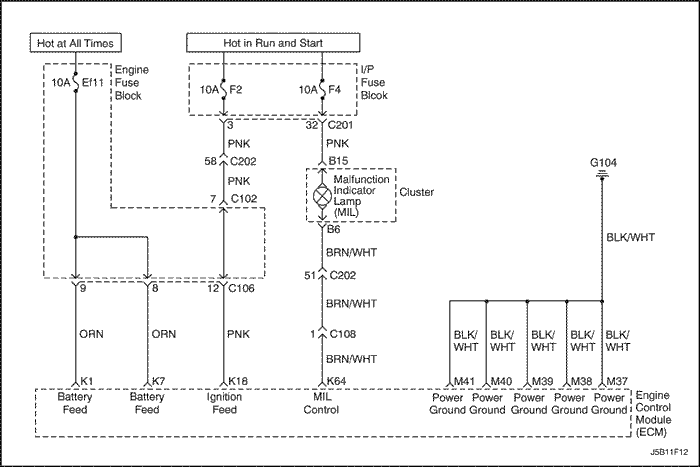 Hot at All Times
Hot in Run and Start
10A Ef11
Engine
Fuse
Block
10A F2
10A F4
I/P
Fuse
Blcok
3
32 C201
PNK
PNK
58 C202
B15
G104
PNK
Malfunction
Indicator
Lamp
(MIL)
Cluster
7 C102
B6
BLK/WHT
BRN/WHT
51 C202
9
8
12 C106
BRN/WHT
ORN
ORN
PNK
1 C108
BLK/
WHT
BLK/
WHT
BLK/
WHT
BLK/
WHT
BLK/
WHT
BRN/WHT
K1
K7
K18
K64
M41
M40
M39
M38
M37
Battery
Feed
Battery
Feed
Ignition
Feed
MIL
Control
Power
Ground
Power
Ground
Power
Ground
Power
Ground
Power
Ground
Engine
Control
Module
(ECM)
J5B11F12